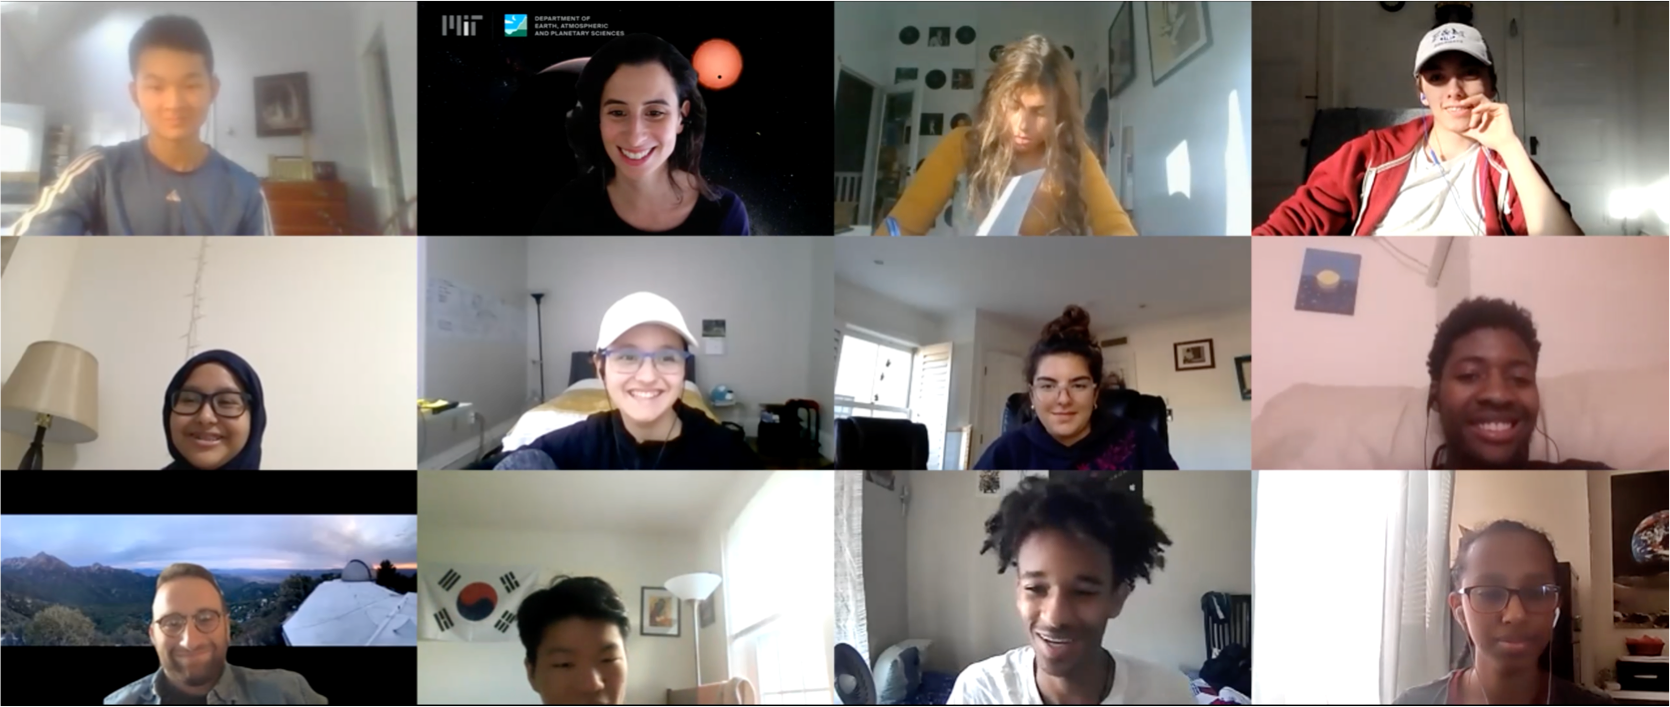 MIT
DEPARTMENT OF
EARTH, ATMOSPHERIC
AND PLANETARY SCIENCES